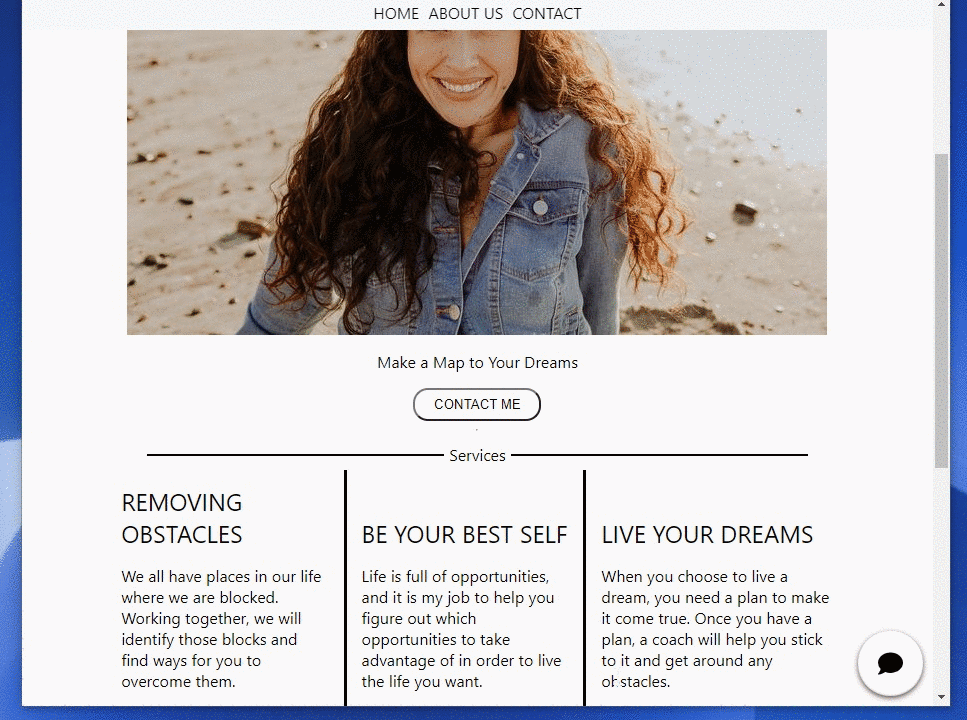 HOME ABOUT US CONTACT
Make a Map to Your Dreams
CONTACT ME
Services
REMOVING
OBSTACLES
We all have places in our life
where we are blocked.
Working together, we will
identify those blocks and
find ways for you to
overcome them.
BE YOUR BEST SELF
Life is full of opportunities,
and it is my job to help you
figure out which
opportunities to take
advantage of in order to live
the life you want.
LIVE YOUR DREAMS
When you choose to live a
dream, you need a plan to make
it come true. Once you have a
plan, a coach will help you stick
to it and get around any
obstacles.